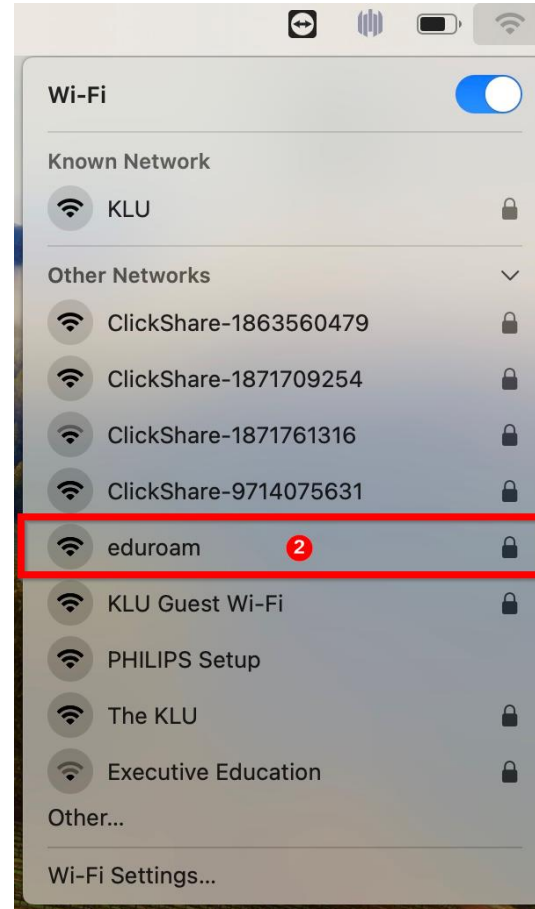 Wi-Fi
Known Network
KLU
Other Networks
ClickShare-1863560479
ClickShare-1871709254
ClickShare-1871761316
ClickShare-9714075631
eduroam 2
KLU Guest Wi-Fi
PHILIPS Setup
The KLU
Executive Education
Other...
Wi-Fi Settings...